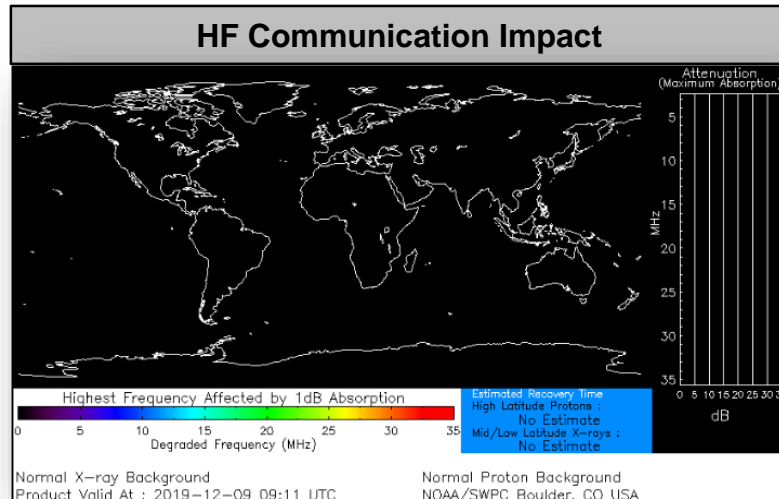 HF Communication Impact
Attenuation
(Maximum Absorption)
5
10
15
20
25
30
35
MHz
0 5 10 15 20 25 30
dB
Highest Frequency Affected by 1dB Absorption
0 5 10 15 20 25 30 35
Degraded Frequency (MHz)
Estimated Recovery Time
High Latitude Protons :
No Estimate
Mid/Low Latitude X-rays :
No Estimate
Normal X-ray Background
Product Valid At : 2019-12-09 09:11 UTC
Normal Proton Background
NOAA/SWPC Boulder, CO USA